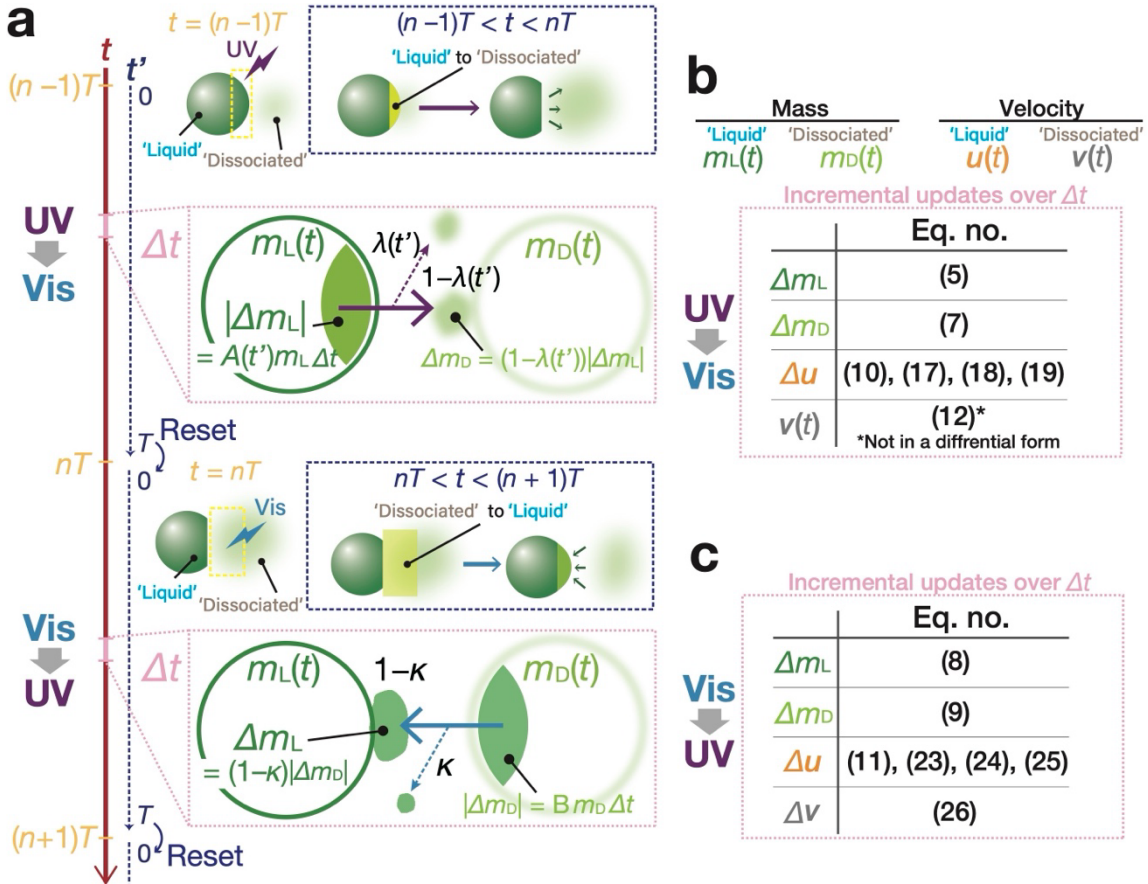 a
t
t'
t = (n –1)T
UV
(n –1)T
0
'Liquid'
'Dissociated'
(n –1)T < t < nT
'Liquid' to 'Dissociated'
UV
Vis
Δt
mL(t)
λ(t')
1–λ(t')
mD(t)
|ΔmL|
= A(t')mLΔt
ΔmD = (1–λ(t'))|ΔmL|
T
Reset
nT
0
t = nT
Vis
'Liquid'
'Dissociated'
nT < t < (n + 1)T
'Dissociated' to 'Liquid'
Vis
UV
Δt
mL(t)
1–κ
mD(t)
ΔmL
= (1–κ)|ΔmD|
κ
|ΔmD| = B mDΔt
T
(n+1)T
0
Reset
b
Mass
Velocity
'Liquid'
'Dissociated'
'Liquid'
'Dissociated'
mL(t)
mD(t)
u(t)
v(t)
Incremental updates over Δt
Eq. no.
UV
Vis
ΔmL
(5)
ΔmD
(7)
Δu
(10), (17), (18), (19)
v(t)
(12)*
*Not in a diffrential form
c
Incremental updates over Δt
Eq. no.
Vis
UV
ΔmL
(8)
ΔmD
(9)
Δu
(11), (23), (24), (25)
Δv
(26)